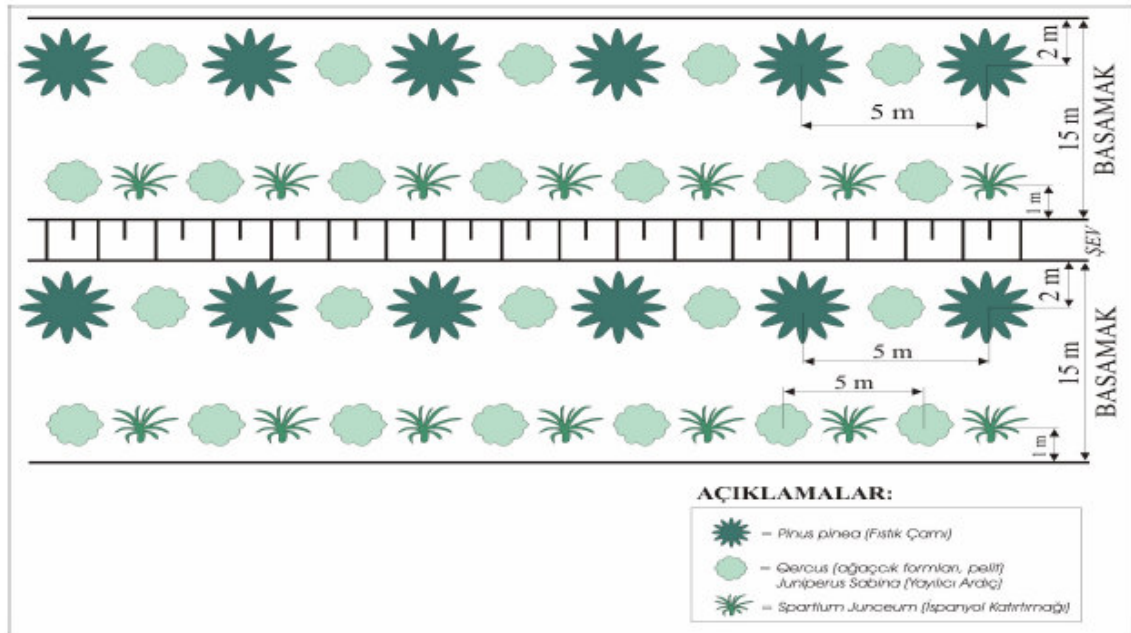 2 m
5 m
15 m
BASAMAK
1 m
ŞEV
2 m
5 m
5 m
15 m
BASAMAK
1 m
AÇIKLAMALAR:
= Pinus pinea (Fıstık Çamı)
= Qercus (ağaçcık formları, pelit)
Juniperus Sabina (Yayılıcı Ardıç)
= Spartium Junceum (İspanyol Katırtırnağı)